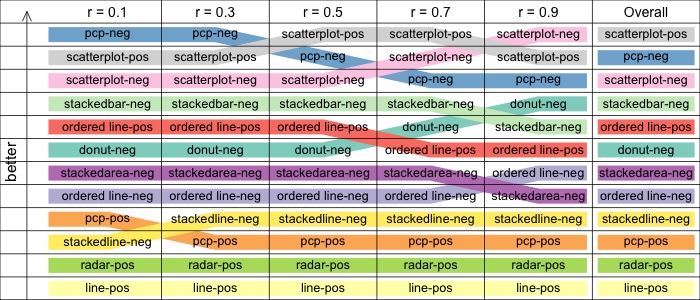 r = 0.1 r = 0.3 r = 0.5 r = 0.7 r = 0.9 Overall
pcp-neg pcp-neg scatterplot-pos scatterplot-pos scatterplot-neg scatterplot-pos
scatterplot-pos scatterplot-pos pcp-neg scatterplot-neg scatterplot-pos pcp-neg
scatterplot-neg scatterplot-neg scatterplot-neg pcp-neg pcp-neg scatterplot-neg
stackedbar-neg stackedbar-neg stackedbar-neg stackedbar-neg donut-neg stackedbar-neg
ordered line-pos ordered line-pos ordered line-pos donut-neg stackedbar-neg ordered line-pos
donut-neg donut-neg donut-neg ordered line-pos ordered line-pos donut-neg
stackedarea-neg stackedarea-neg stackedarea-neg stackedarea-neg ordered line-neg stackedarea-neg
ordered line-neg ordered line-neg ordered line-neg ordered line-neg stackedarea-neg ordered line-neg
pcp-pos stackedline-neg stackedline-neg stackedline-neg stackedline-neg stackedline-neg
stackedline-neg pcp-pos pcp-pos pcp-pos pcp-pos pcp-pos
radar-pos radar-pos radar-pos radar-pos radar-pos radar-pos
line-pos line-pos line-pos line-pos line-pos line-pos
better